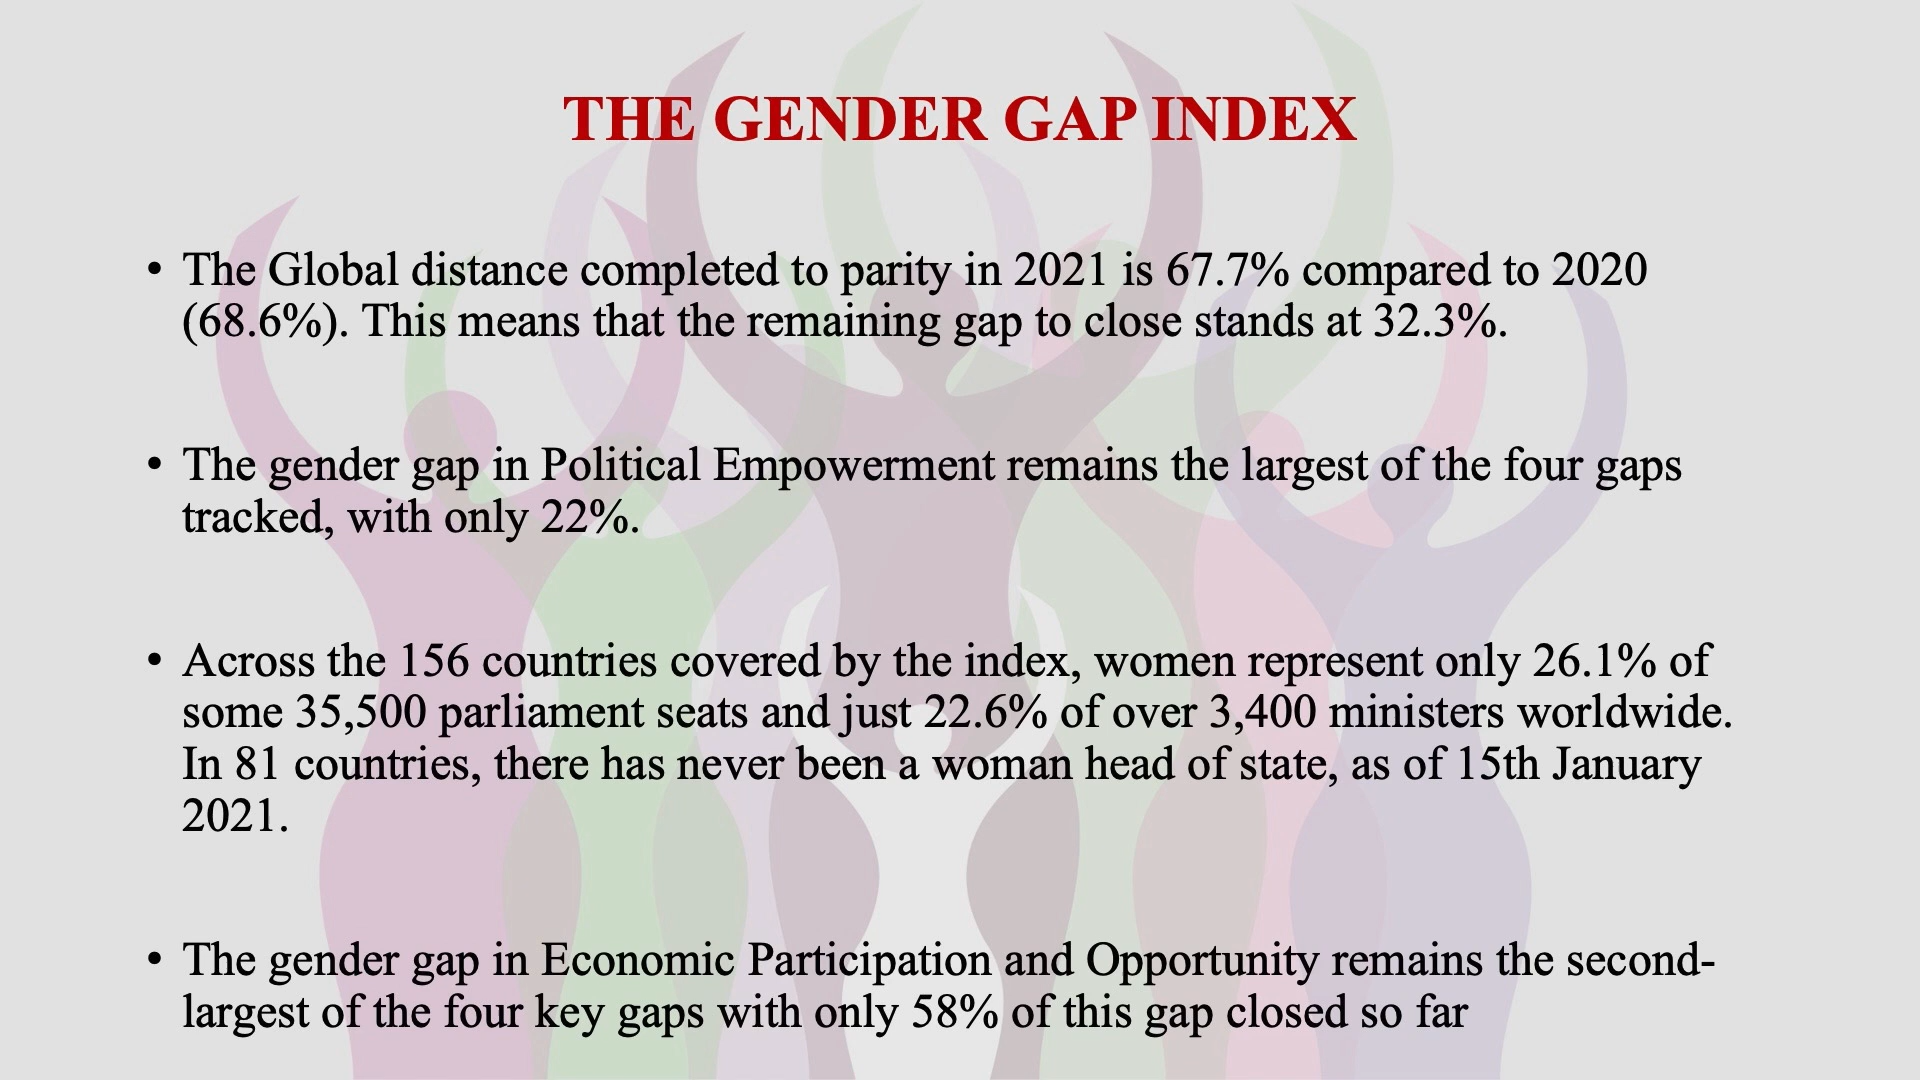 THE GENDER GAP INDEX
• The Global distance completed to parity in 2021 is 67.7% compared to 2020
(68.6%). This means that the remaining gap to close stands at 32.3%.
• The gender gap in Political Empowerment remains the largest of the four gaps
tracked, with only 22%.
• Across the 156 countries covered by the index, women represent only 26.1% of
some 35,500 parliament seats and just 22.6% of over 3,400 ministers worldwide.
In 81 countries, there has never been a woman head of state, as of 15th January
2021.
• The gender gap in Economic Participation and Opportunity remains the second-
largest of the four key gaps with only 58% of this gap closed so far